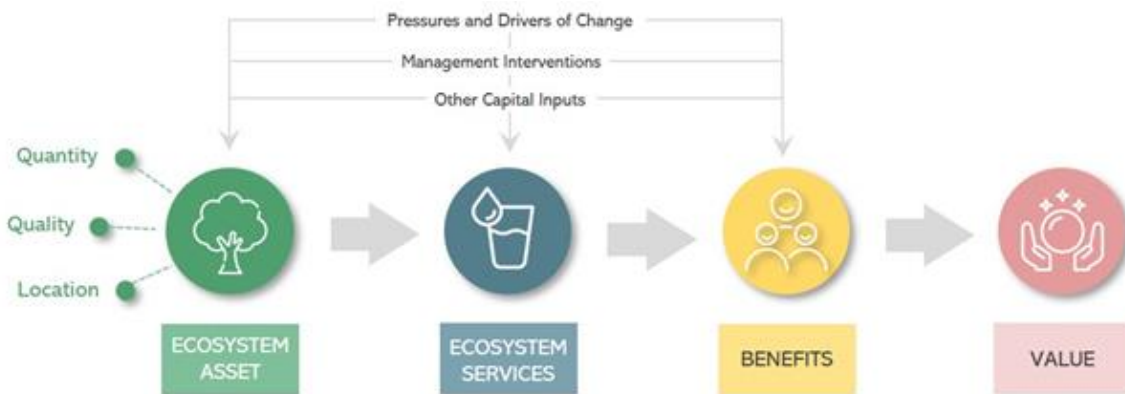 Pressures and Drivers of Change
Management Interventions
Other Capital Inputs
Quantity
Quality
Location
ECOSYSTEM
ASSET
ECOSYSTEM
SERVICES
BENEFITS
VALUE